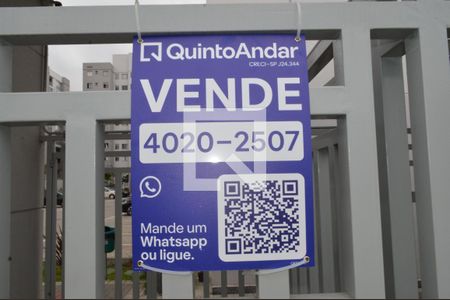 QuintoAndar
CRECI-SP J24.344
VENDE
4020-2507
Mande um
Whatsapp
ou ligue.